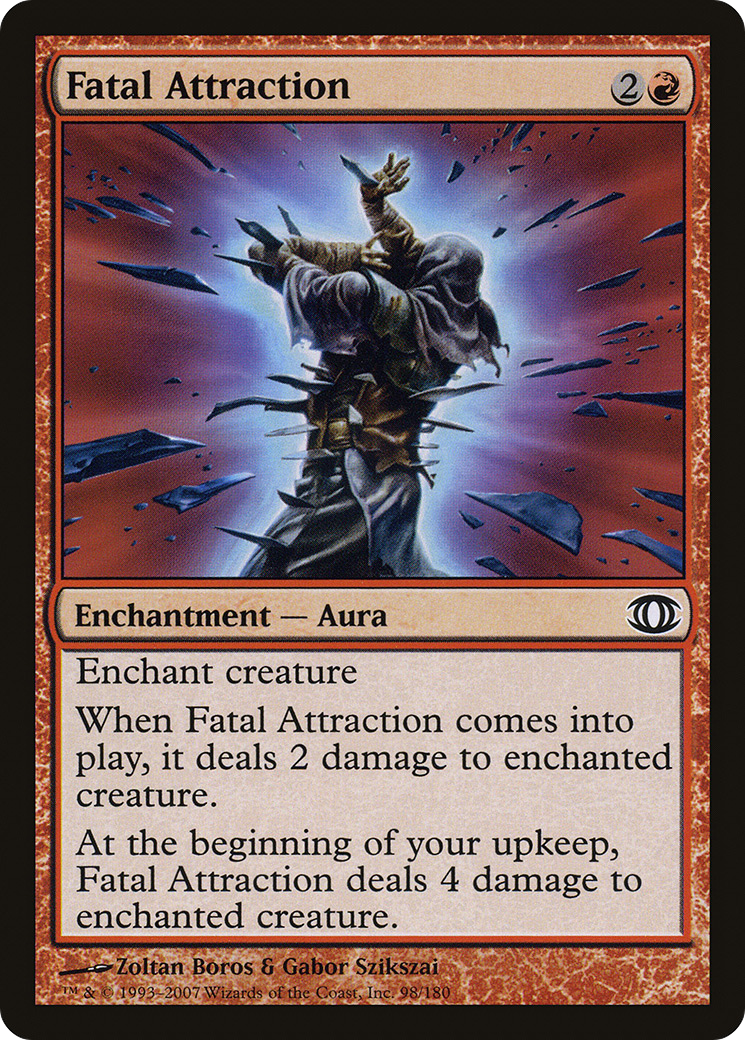 Fatal Attraction 2
Enchantment — Aura
Enchant creature
When Fatal Attraction comes into
play, it deals 2 damage to enchanted
creature.
At the beginning of your upkeep,
Fatal Attraction deals 4 damage to
enchanted creature.
Zoltan Boros & Gabor Szikszai
™ & © 1993–2007 Wizards of the Coast, Inc. 98/180